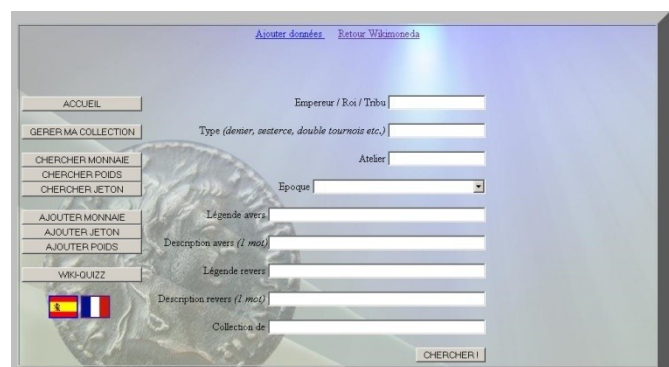 Ajouter données Retour Wikimoneda
ACCUEIL
GERER MA COLLECTION
CHERCHER MONNAIE
CHERCHER POIDS
CHERCHER JETON
AJOUTER MONNAIE
AJOUTER JETON
AJOUTER POIDS
WIKI-QUIZZ
Empereur / Roi / Tribu
Type (denier, sesterce, double tournois etc.)
Atelier
Epoque
Légende avers
Description avers (1 mot)
Légende revers
Description revers (1 mot)
Collection de
CHERCHER !